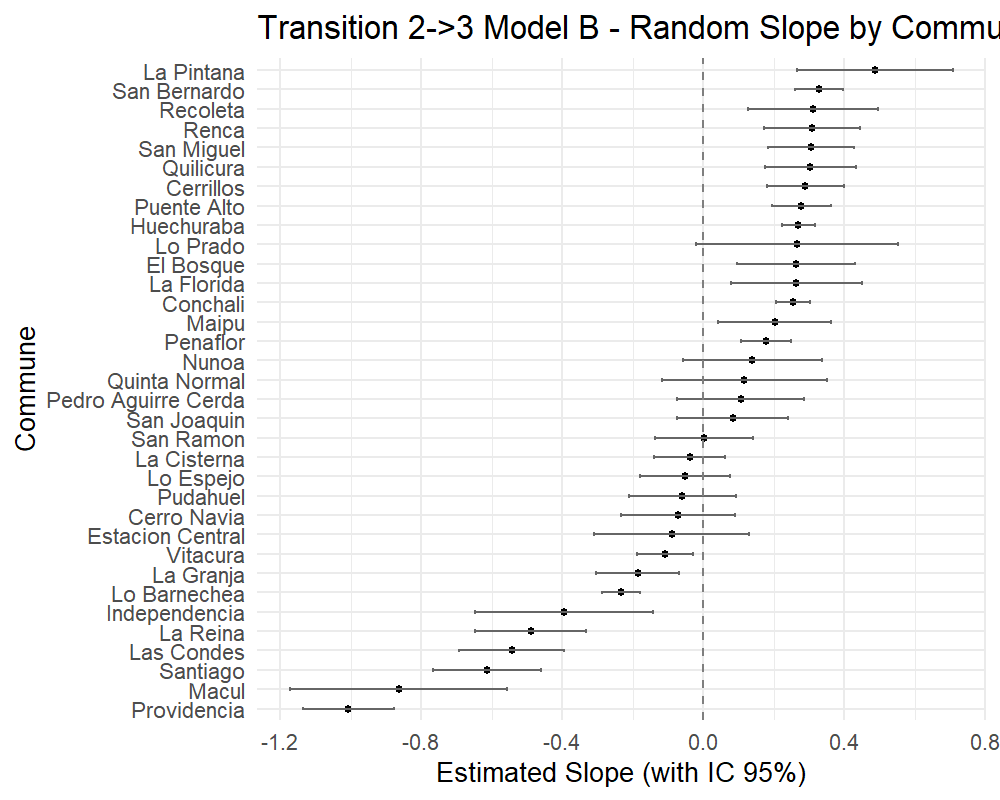 Transition 2->3 Model B - Random Slope by Commu
La Pintana
San Bernardo
Recoleta
Renca
San Miguel
Quilicura
Cerrillos
Puente Alto
Huechuraba
Lo Prado
El Bosque
La Florida
Conchali
Maipu
Penaflor
Nunoa
Quinta Normal
Pedro Aguirre Cerda
San Joaquin
San Ramon
La Cisterna
Lo Espejo
Pudahuel
Cerro Navia
Estacion Central
Vitacura
La Granja
Lo Barnechea
Independencia
La Reina
Las Condes
Santiago
Macul
Providencia
Commune
-1.2 -0.8 -0.4 0.0 0.4 0.8
Estimated Slope (with IC 95%)